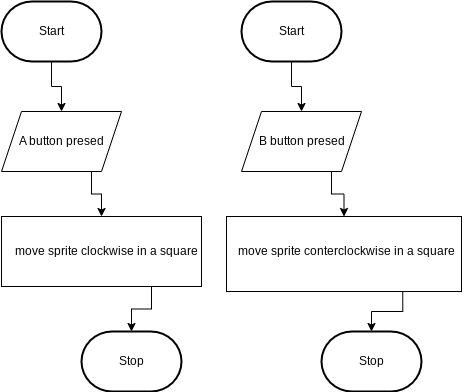 Start
A button presed
move sprite clockwise in a square
Stop
Start
B button presed
move sprite conterclockwise in a square
Stop